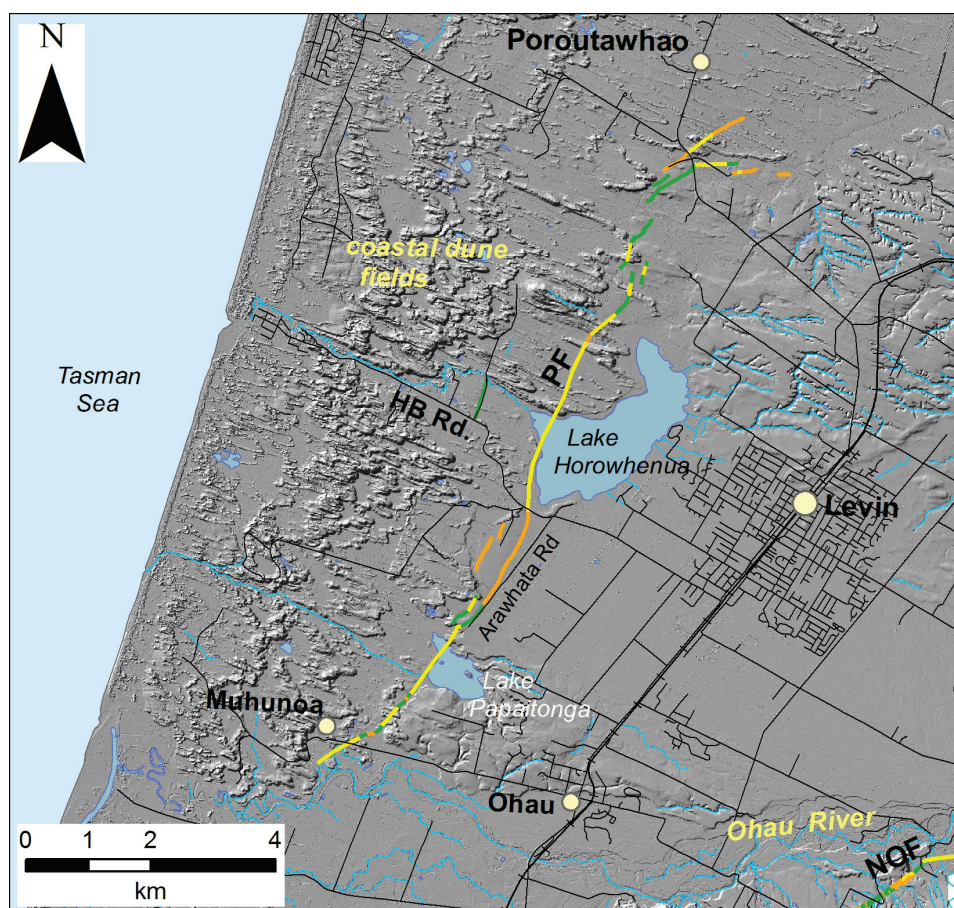 N
Poroutawhao
coastal dune
fields
Tasman
Sea
PF
HB Rd.
Lake
Horowhenua
Levin
Arawhata Rd
Lake
Papaitonga
Muhunoa
Ohau
Ohau River
NOF
0 1 2 4
km